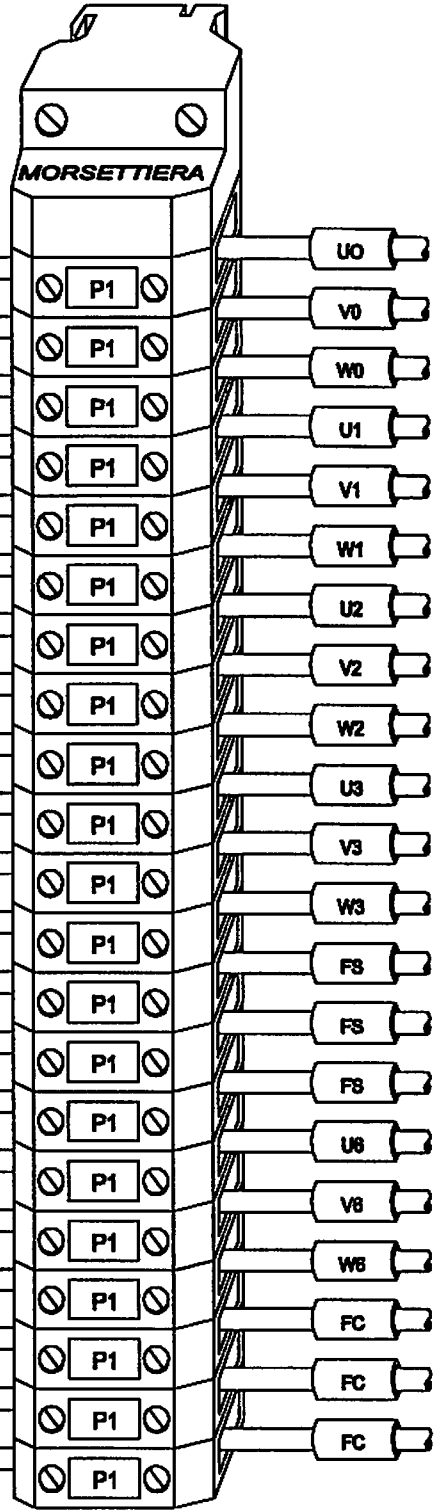 MORSETTIERA
P1 UO
P1 V0
P1 W0
P1 U1
P1 V1
P1 W1
P1 U2
P1 V2
P1 W2
P1 U3
P1 V3
P1 W3
P1 FS
P1 FS
P1 FS
P1 U6
P1 V6
P1 W6
P1 FC
P1 FC
P1 FC